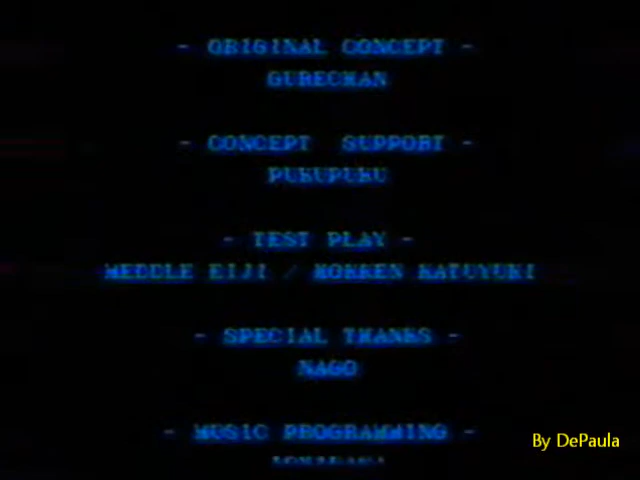 - ORIGINAL CONCEPT -
GURECHAN
- CONCEPT SUPPORT -
PUKUPUKU
- TEST PLAY -
MEDDLE EIJI / MOKKEN KATUYUKI
- SPECIAL THANKS -
NAGO
- MUSIC PROGRAMMING -
By DePaula